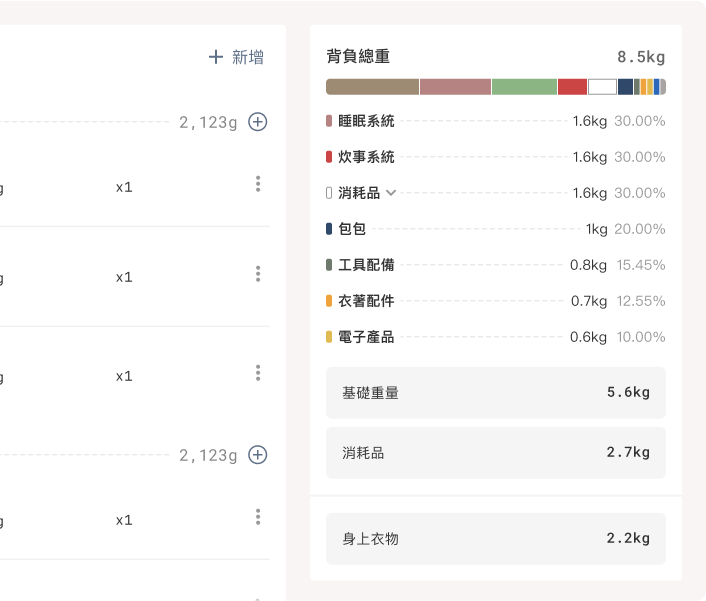 新增
2,123g
g
x1
g
x1
g
x1
2,123g
g
x1
背負總重 8.5kg
睡眠系統 1.6kg 30.00%
炊事系統 1.6kg 30.00%
消耗品 1.6kg 30.00%
包包 1kg 20.00%
工具配備 0.8kg 15.45%
衣著配件 0.7kg 12.55%
電子產品 0.6kg 10.00%
基礎重量 5.6kg
消耗品 2.7kg
身上衣物 2.2kg